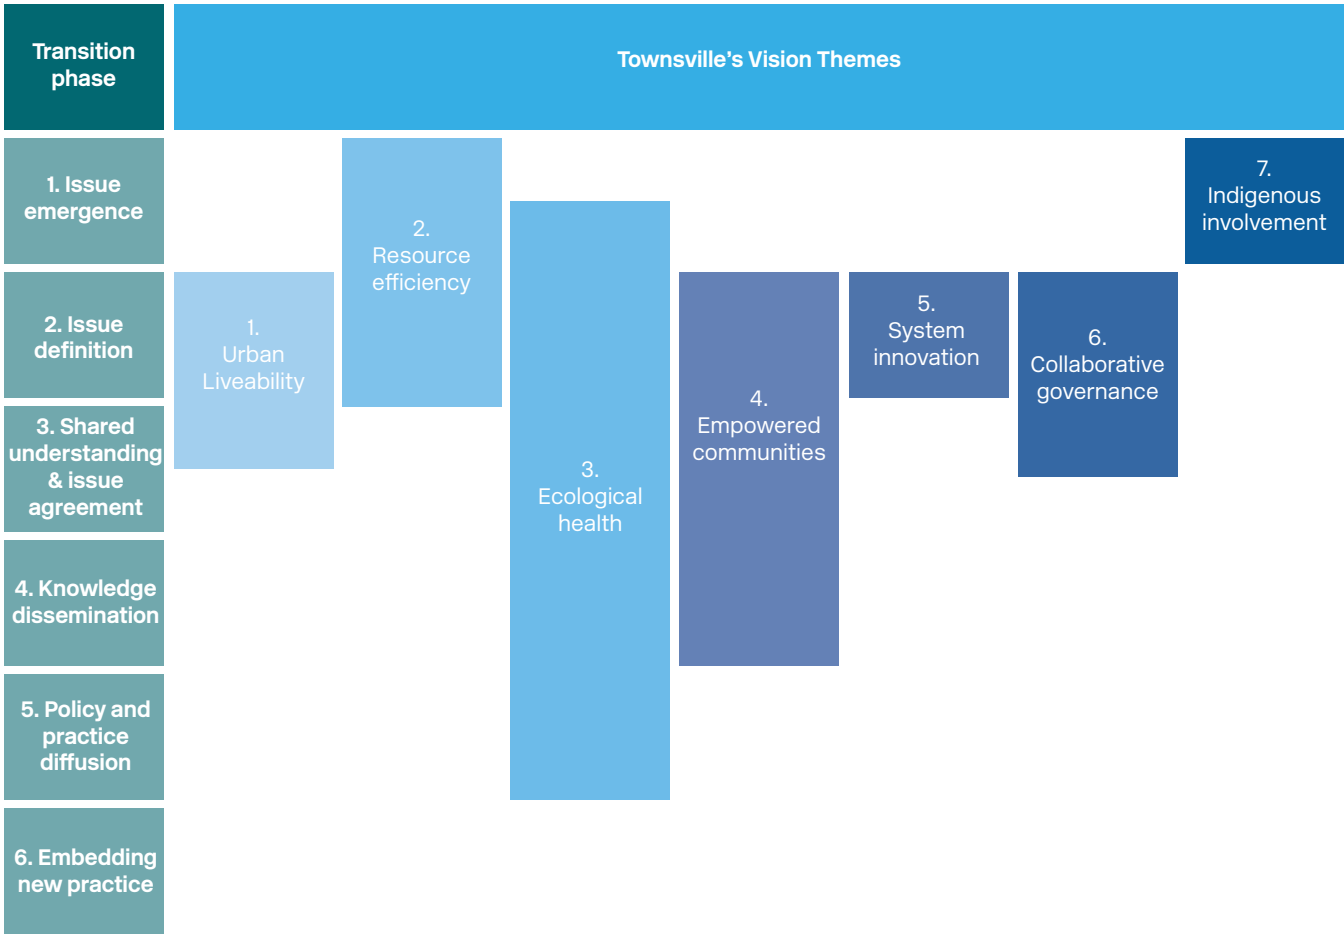 Transition
phase
Townsville's Vision Themes
1. Issue
emergence
2. Issue
definition
3. Shared
understanding
& issue
agreement
4. Knowledge
dissemination
5. Policy and
practice
diffusion
6. Embedding
new practice
1.
Urban
Liveability
2.
Resource
efficiency
3.
Ecological
health
4.
Empowered
communities
5.
System
innovation
6.
Collaborative
governance
7.
Indigenous
involvement